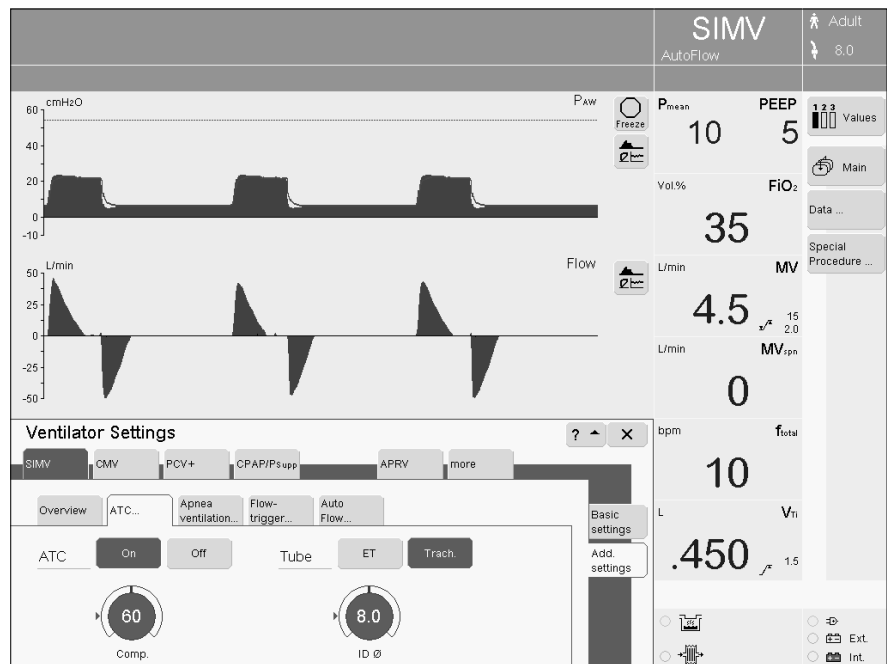 SIMV
AutoFlow
Adult
8.0
cmH2O
PAW
60
40
20
0
-10
Freeze
L/min
Flow
50
25
0
-25
-50
Pmean
PEEP
10
5
Vol.%
FiO2
35
L/min
MV
4.5
15
2.0
L/min
MVspn
0
bpm
ftotal
10
L
VTi
.450
1.5
1 2 3
Values
Main
Data ...
Special
Procedure ...
Ventilator Settings
?
SIMV
CMV
PCV+
CPAP/Psupp
APRV
more
Overview
ATC...
Apnea
ventilation...
Flow-
trigger...
Auto
Flow...
Basic
settings
Add.
settings
ATC
On
Off
Tube
ET
Trach.
60
8.0
Comp.
ID Ø
Ext.
Int.